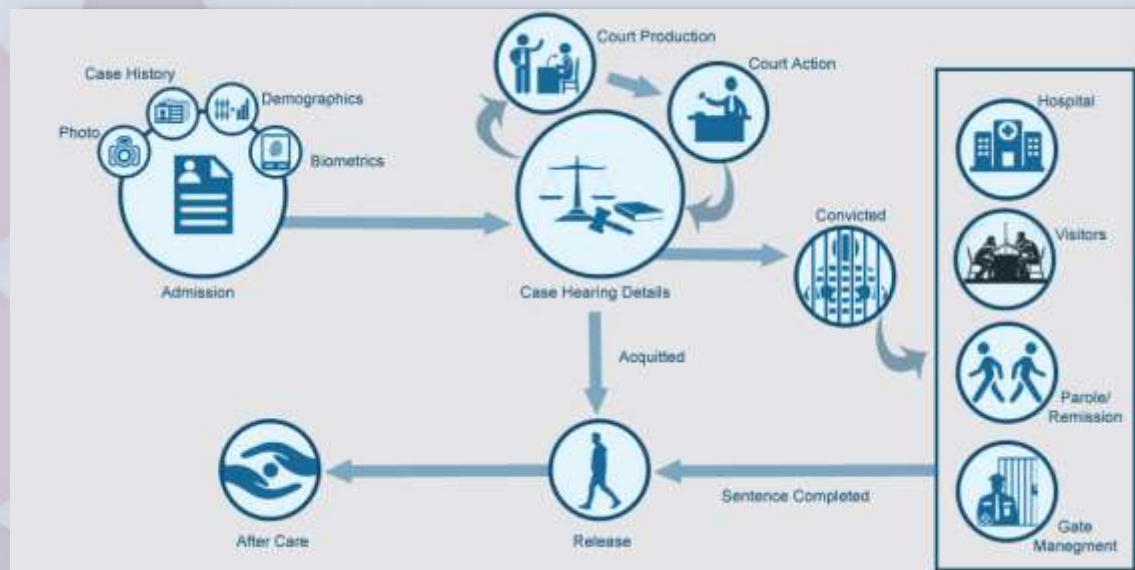 Case History
Demographics
Photo
Biometrics
Admission
Court Production
Court Action
Case Hearing Details
Convicted
Acquitted
Hospital
Visitors
Parole/
Remission
Gate
Manegment
Sentence Completed
Release
After Care